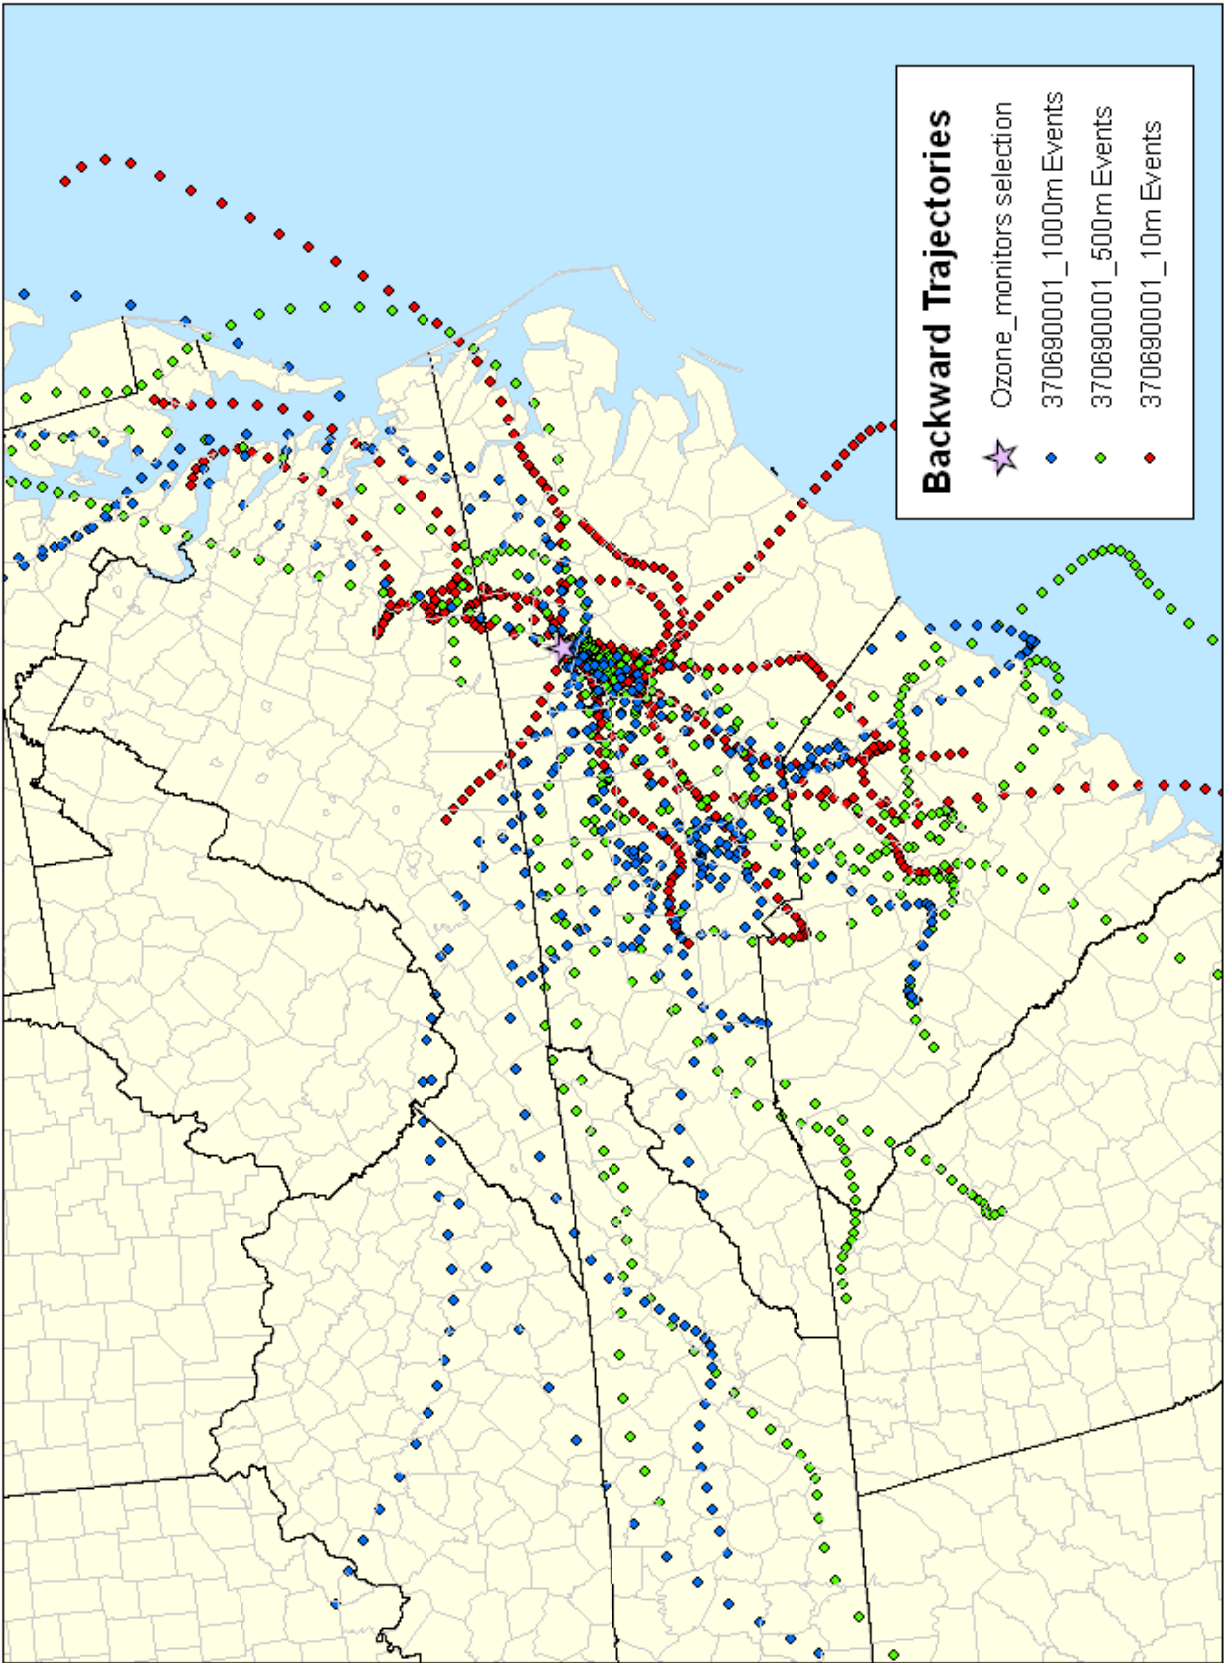 Backward Trajectories
Ozone_monitors selection
370690001_1000m Events
370690001_500m Events
370690001_10m Events